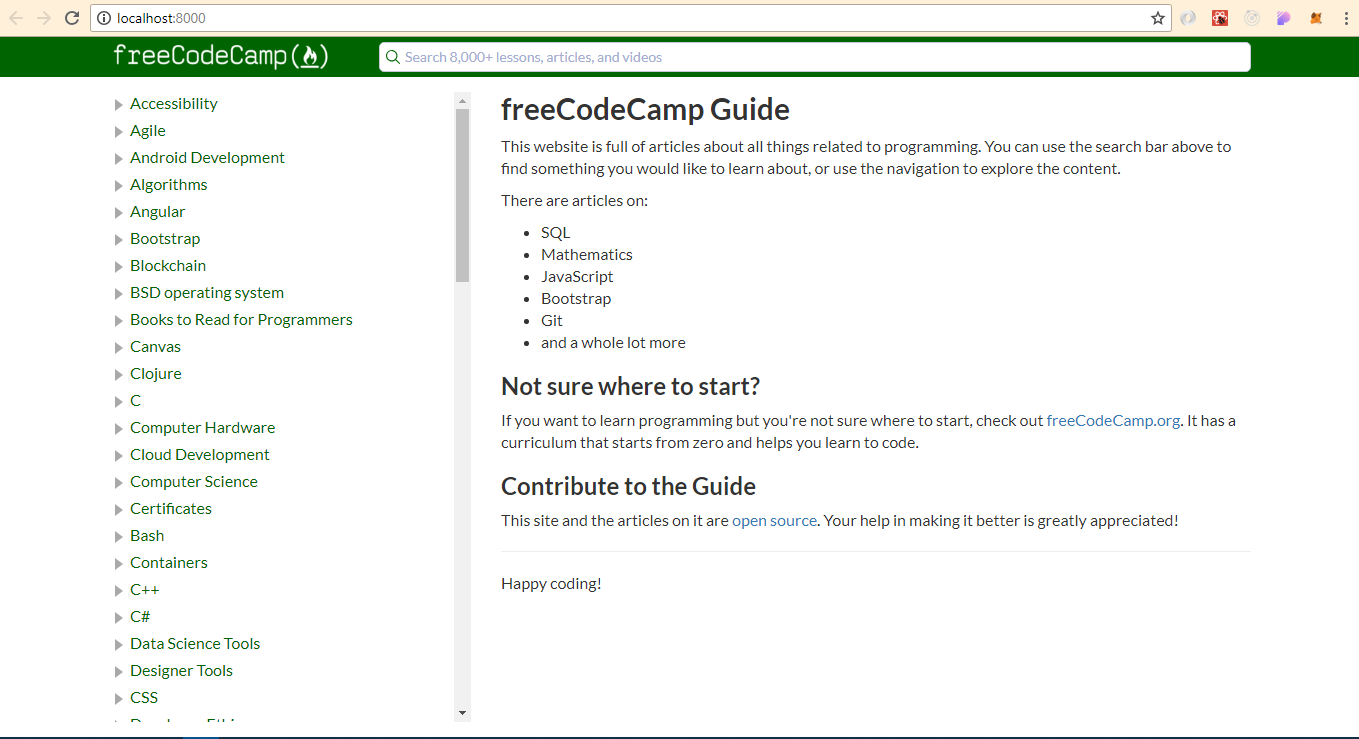 localhost:8000
freeCodeCamp
Search 8,000+ lessons, articles, and videos
Accessibility
Agile
Android Development
Algorithms
Angular
Bootstrap
Blockchain
BSD operating system
Books to Read for Programmers
Canvas
Clojure
C
Computer Hardware
Cloud Development
Computer Science
Certificates
Bash
Containers
C++
C#
Data Science Tools
Designer Tools
CSS
freeCodeCamp Guide
This website is full of articles about all things related to programming. You can use the search bar above to
find something you would like to learn about, or use the navigation to explore the content.
There are articles on:
• SQL
• Mathematics
• JavaScript
• Bootstrap
• Git
• and a whole lot more
Not sure where to start?
If you want to learn programming but you're not sure where to start, check out freeCodeCamp.org. It has a
curriculum that starts from zero and helps you learn to code.
Contribute to the Guide
This site and the articles on it are open source. Your help in making it better is greatly appreciated!
Happy coding!